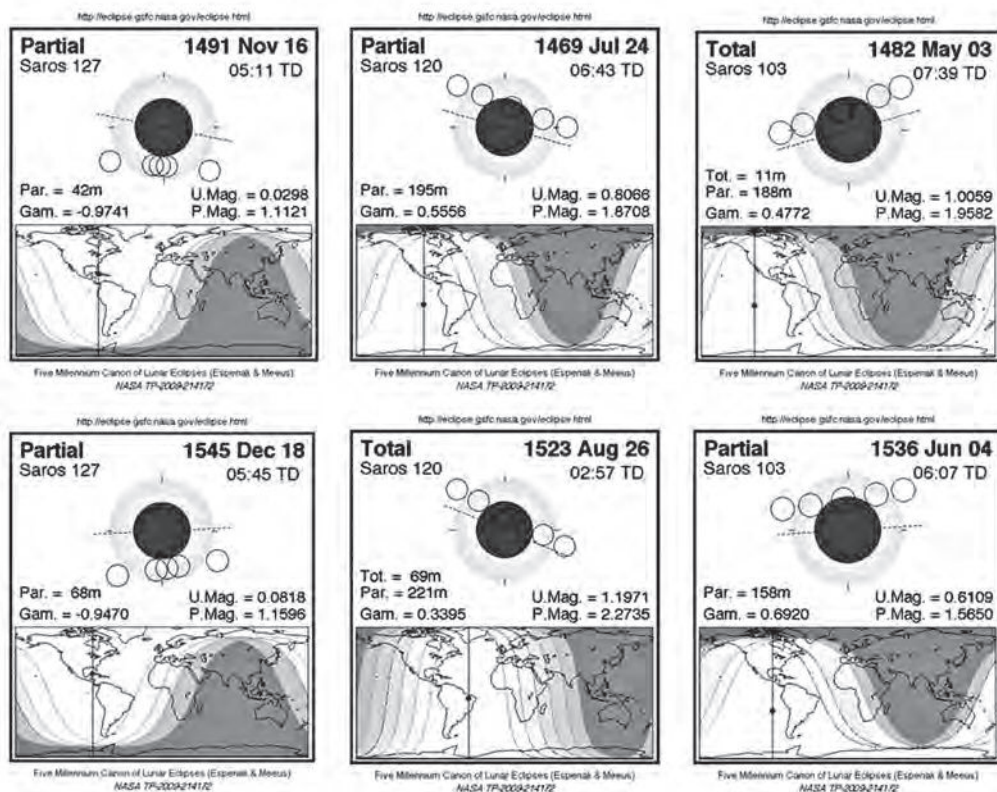 http://eclipse.gsfc.nasa.gov/eclipse.html
Partial 1491 Nov 16
Saros 127 05:11 TD
Par. = 42m U.Mag. = 0.0298
Gam. = -0.9741 P.Mag. = 1.1121
Five Millennium Canon of Lunar Eclipses (Espenak & Meeus)
NASA TP-2009-214172
http://eclipse.gsfc.nasa.gov/eclipse.html
Partial 1469 Jul 24
Saros 120 06:43 TD
Par. = 195m U.Mag. = 0.8066
Gam. = 0.5556 P.Mag. = 1.8708
Five Millennium Canon of Lunar Eclipses (Espenak & Meeus)
NASA TP-2009-214172
http://eclipse.gsfc.nasa.gov/eclipse.html
Total 1482 May 03
Saros 103 07:39 TD
Tot. = 11m
Par. = 188m U.Mag. = 1.0059
Gam. = 0.4772 P.Mag. = 1.9582
Five Millennium Canon of Lunar Eclipses (Espenak & Meeus)
NASA TP-2009-214172
http://eclipse.gsfc.nasa.gov/eclipse.html
Partial 1545 Dec 18
Saros 127 05:45 TD
Par. = 68m U.Mag. = 0.0818
Gam. = -0.9470 P.Mag. = 1.1596
Five Millennium Canon of Lunar Eclipses (Espenak & Meeus)
NASA TP-2009-214172
http://eclipse.gsfc.nasa.gov/eclipse.html
Total 1523 Aug 26
Saros 120 02:57 TD
Tot. = 69m
Par. = 221m U.Mag. = 1.1971
Gam. = 0.3395 P.Mag. = 2.2735
Five Millennium Canon of Lunar Eclipses (Espenak & Meeus)
NASA TP-2009-214172
http://eclipse.gsfc.nasa.gov/eclipse.html
Partial 1536 Jun 04
Saros 103 06:07 TD
Par. = 158m U.Mag. = 0.6109
Gam. = 0.6920 P.Mag. = 1.5650
Five Millennium Canon of Lunar Eclipses (Espenak & Meeus)
NASA TP-2009-214172